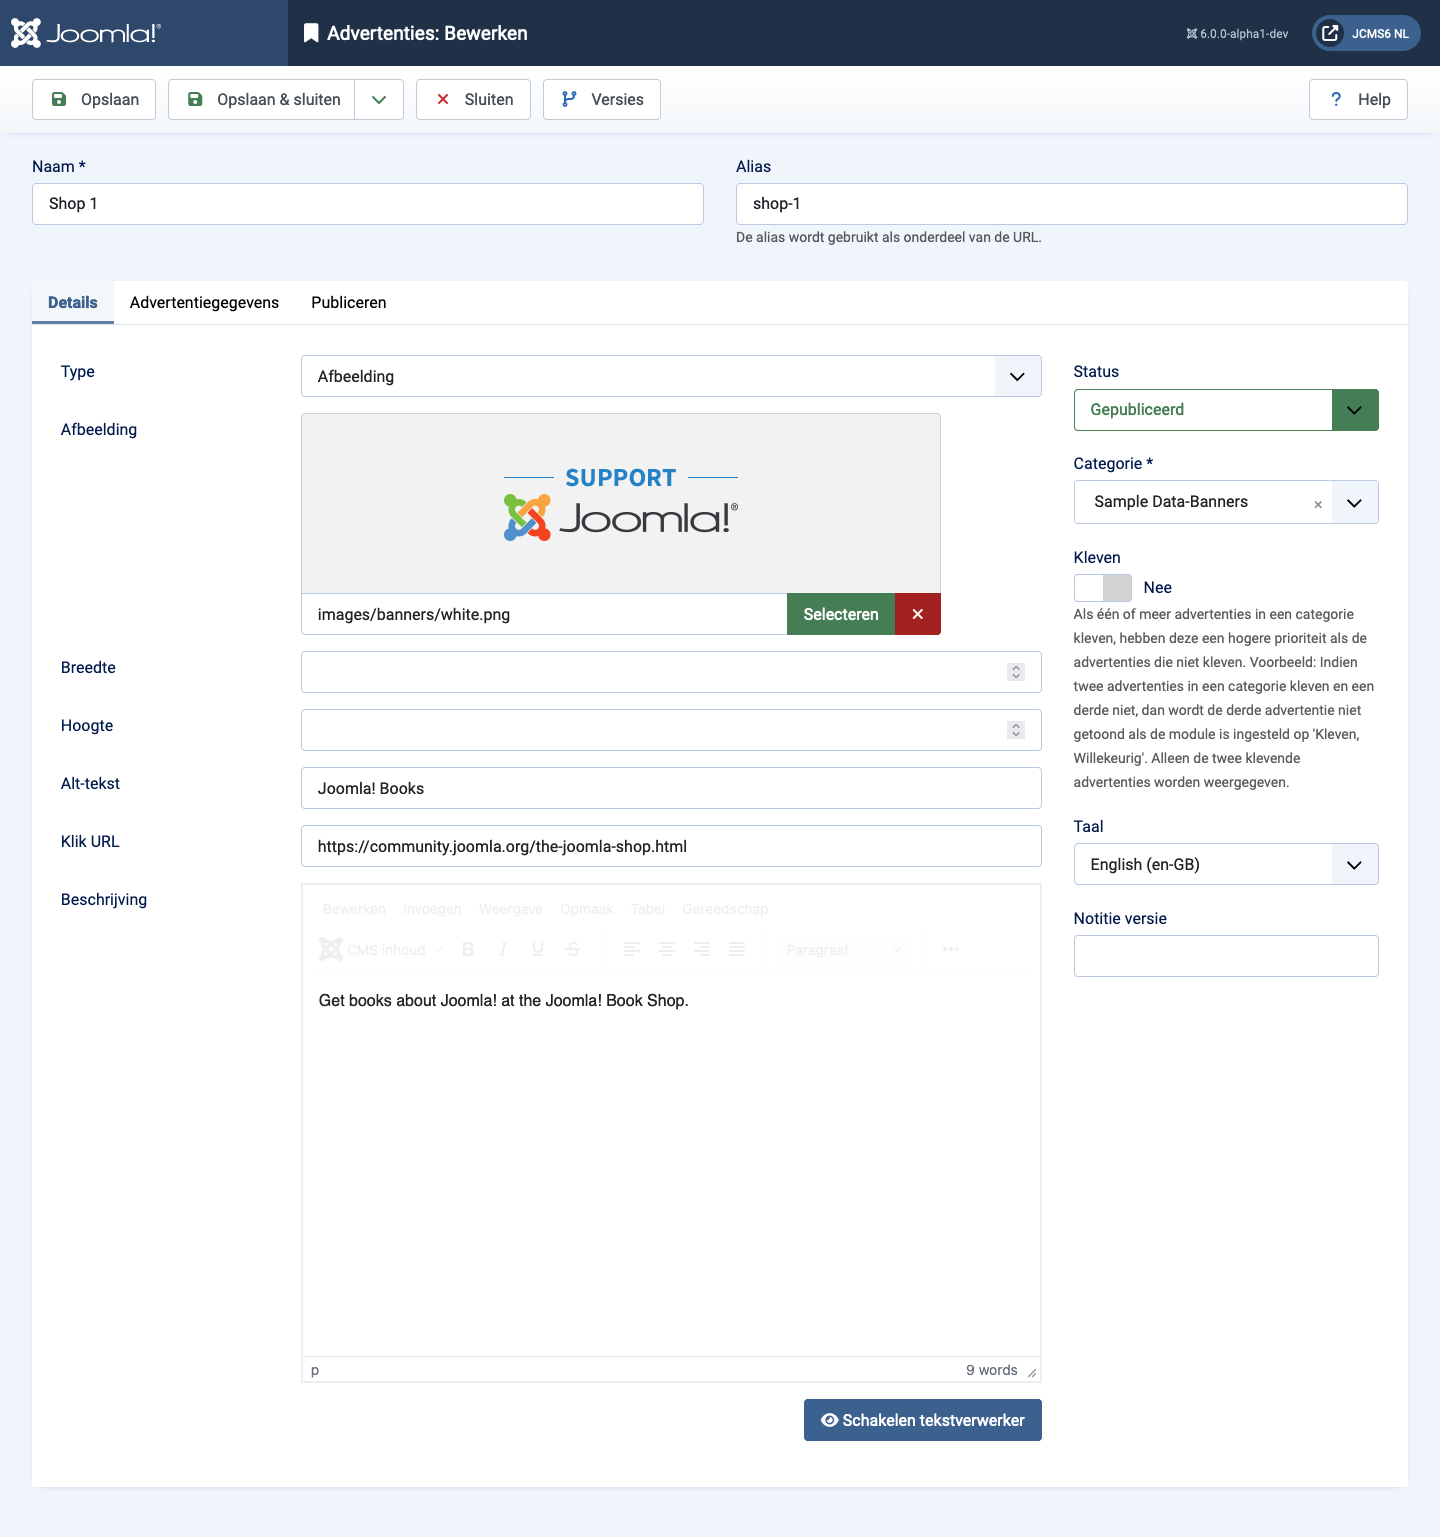 Joomla!®
Advertenties: Bewerken
6.0.0-alpha1-dev
JCMS6 NL
Opslaan
Opslaan & sluiten
Sluiten
Versies
? Help
Naam *
Shop 1
Alias
shop-1
De alias wordt gebruikt als onderdeel van de URL.
Details
Advertentiegegevens
Publiceren
Type
Afbeelding
Afbeelding
SUPPORT
Joomla!®
images/banners/white.png
Selecteren
Breedte
Hoogte
Alt-tekst
Joomla! Books
Klik URL
https://community.joomla.org/the-joomla-shop.html
Beschrijving
Bewerken Invoegen Weergave Opmaak Tabel Gereedschap
CMS inhoud B I U S Paragraaf
Get books about Joomla! at the Joomla! Book Shop.
p
9 words
Schakelen tekstverwerker
Status
Gepubliceerd
Categorie *
Sample Data-Banners ×
Kleven
Nee
Als één of meer advertenties in een categorie
kleven, hebben deze een hogere prioriteit als de
advertenties die niet kleven. Voorbeeld: Indien
twee advertenties in een categorie kleven en een
derde niet, dan wordt de derde advertentie niet
getoond als de module is ingesteld op 'Kleven,
Willekeurig'. Alleen de twee klevende
advertenties worden weergegeven.
Taal
English (en-GB)
Notitie versie